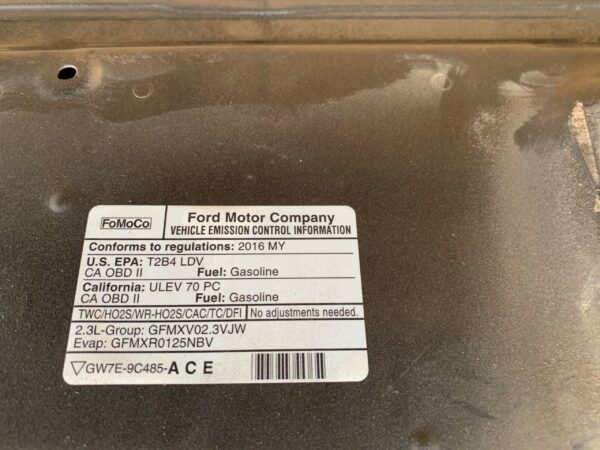 FoMoCo
Ford Motor Company
VEHICLE EMISSION CONTROL INFORMATION
Conforms to regulations: 2016 MY
U.S. EPA: T2B4 LDV
CA OBD II Fuel: Gasoline
California: ULEV 70 PC
CA OBD II Fuel: Gasoline
TWC/HO2S/WR-HO2S/CAC/TC/DFI No adjustments needed.
2.3L-Group: GFMXV02.3VJW
Evap: GFMXR0125NBV
GW7E-9C485-A C E